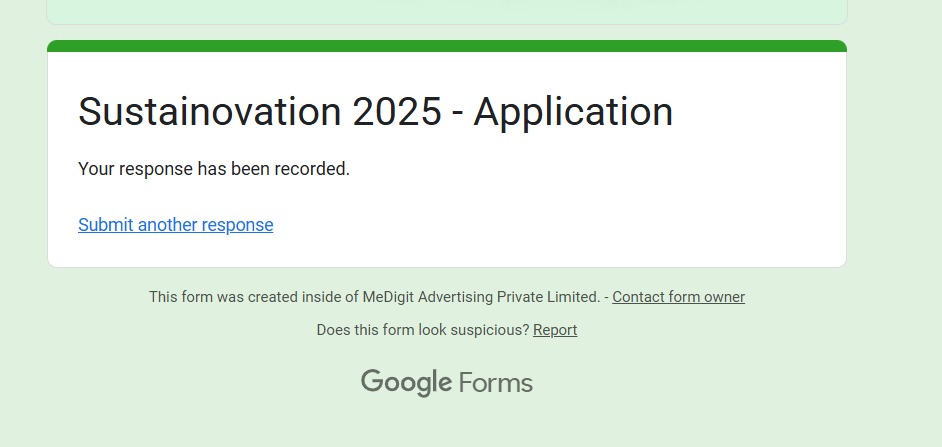 Sustainovation 2025 - Application
Your response has been recorded.
Submit another response
This form was created inside of MeDigit Advertising Private Limited. - Contact form owner
Does this form look suspicious? Report
Google Forms